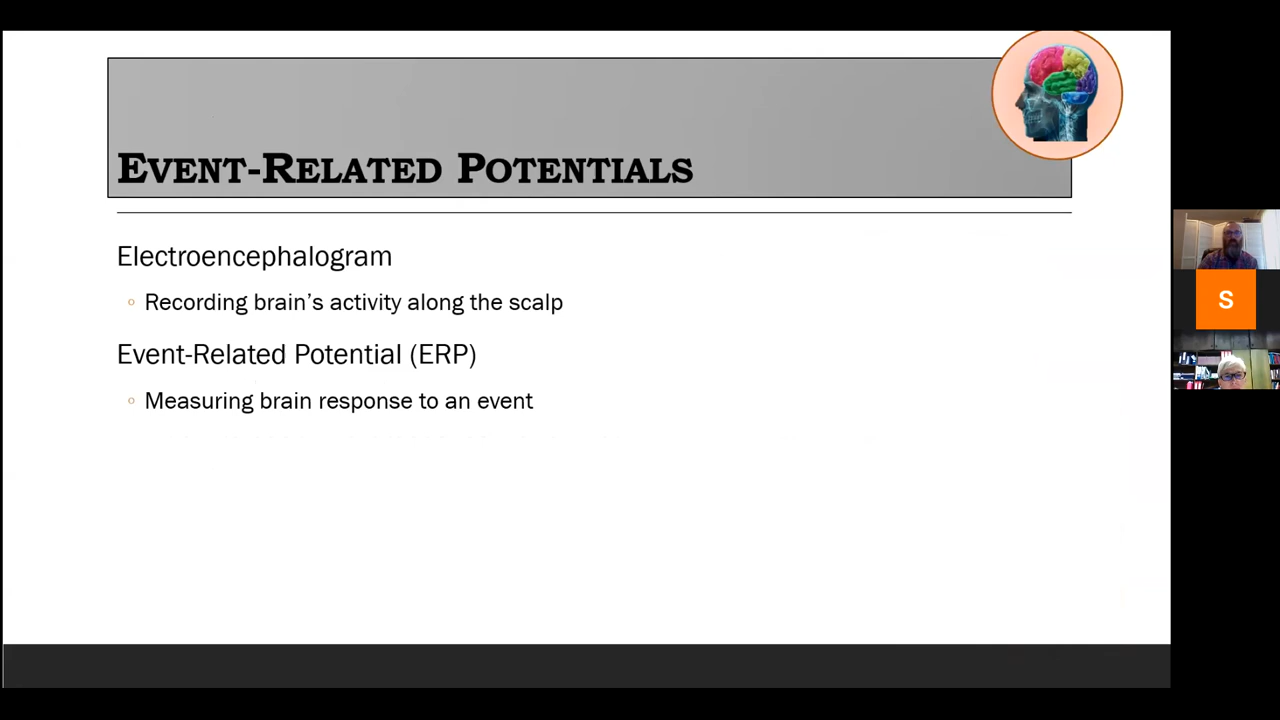 Event-Related Potentials
Electroencephalogram
Recording brain's activity along the scalp
Event-Related Potential (ERP)
Measuring brain response to an event
S